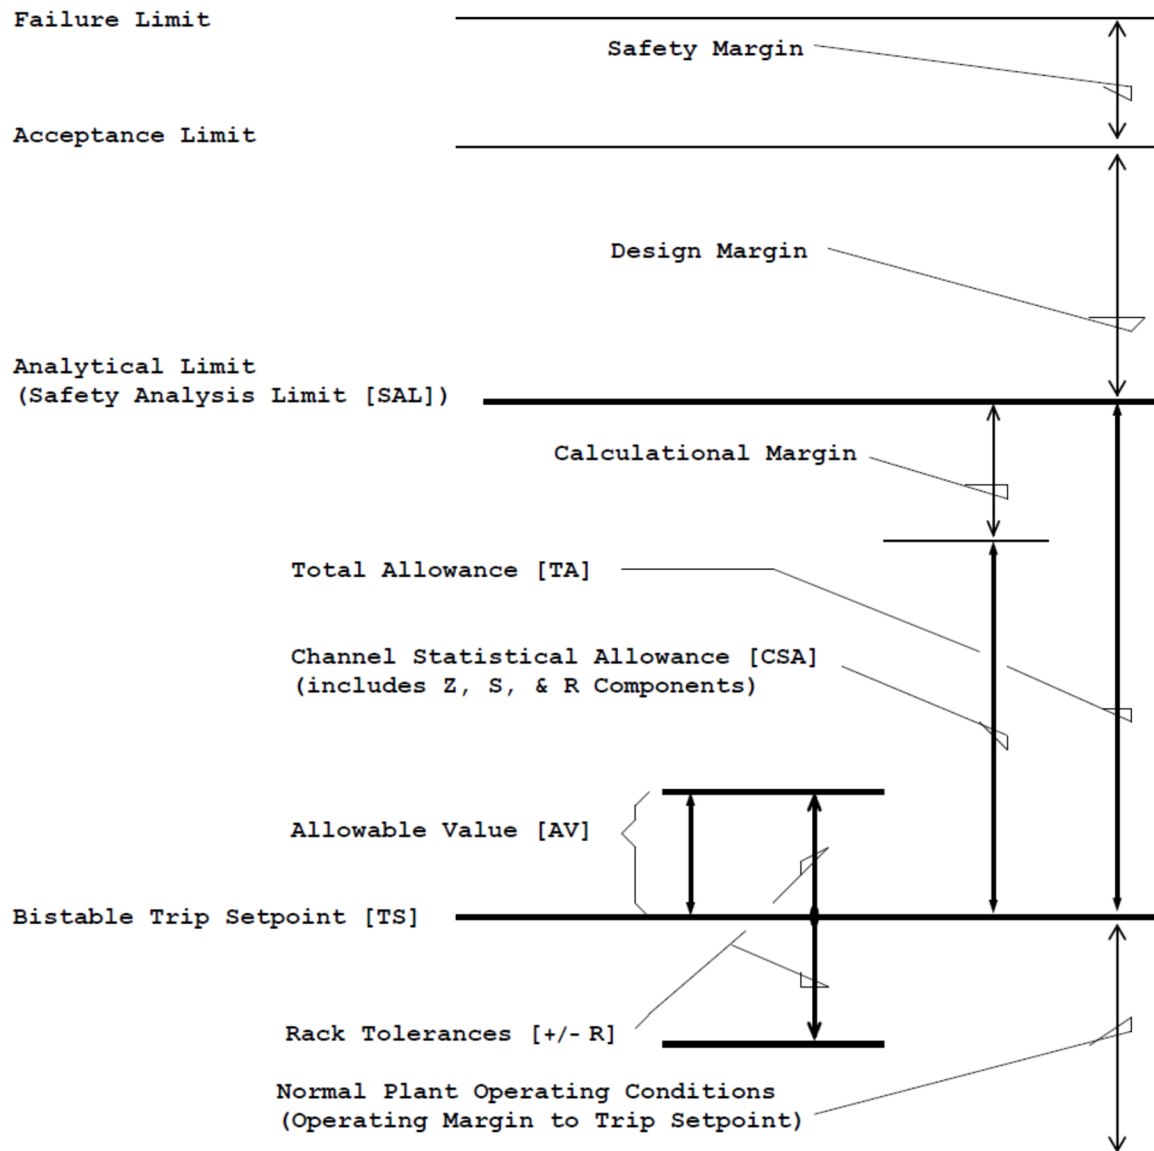 Failure Limit
Safety Margin
Acceptance Limit
Design Margin
Analytical Limit
(Safety Analysis Limit [SAL])
Calculational Margin
Total Allowance [TA]
Channel Statistical Allowance [CSA]
(includes Z, S, & R Components)
Allowable Value [AV]
Bistable Trip Setpoint [TS]
Rack Tolerances [+/- R]
Normal Plant Operating Conditions
(Operating Margin to Trip Setpoint)